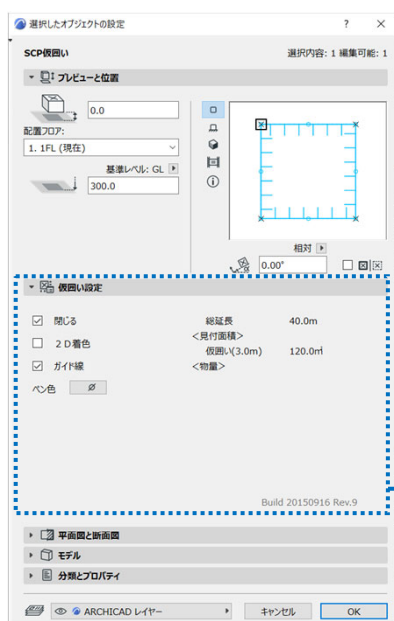 選択したオブジェクトの設定 ? ×
SCP仮囲い 選択内容: 1 編集可能: 1
プレビューと位置
0.0
配置フロア:
1. 1FL (現在)
基準レベル: GL
300.0
相対
0.00°
仮囲い設定
閉じる 総延長 40.0m
<見付面積>
2D着色 仮囲い(3.0m) 120.0㎡
ガイド線 <物量>
ペン色
Build 20150916 Rev.9
平面図と断面図
モデル
分類とプロパティ
ARCHICAD レイヤー キャンセル OK